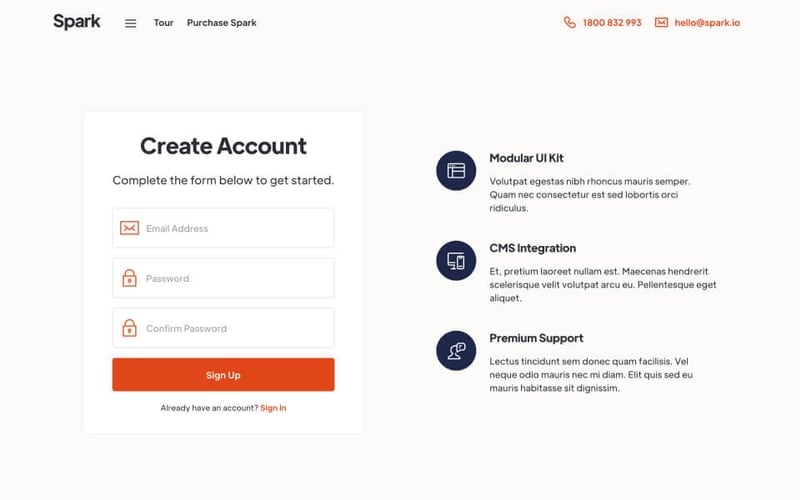 Spark
Tour
Purchase Spark
1800 832 993
hello@spark.io
Create Account
Complete the form below to get started.
Email Address
Password
Confirm Password
Sign Up
Already have an account? Sign In
Modular UI Kit
Volutpat egestas nibh rhoncus mauris semper.
Quam nec consectetur est sed lobortis orci
ridiculus.
CMS Integration
Et, pretium laoreet nullam est. Maecenas hendrerit
scelerisque velit volutpat arcu eu. Pellentesque eget
aliquet.
Premium Support
Lectus tincidunt sem donec quam facilisis. Vel
neque odio mauris nec mi diam. Elit quis sed eu
mauris habitasse sit dignissim.